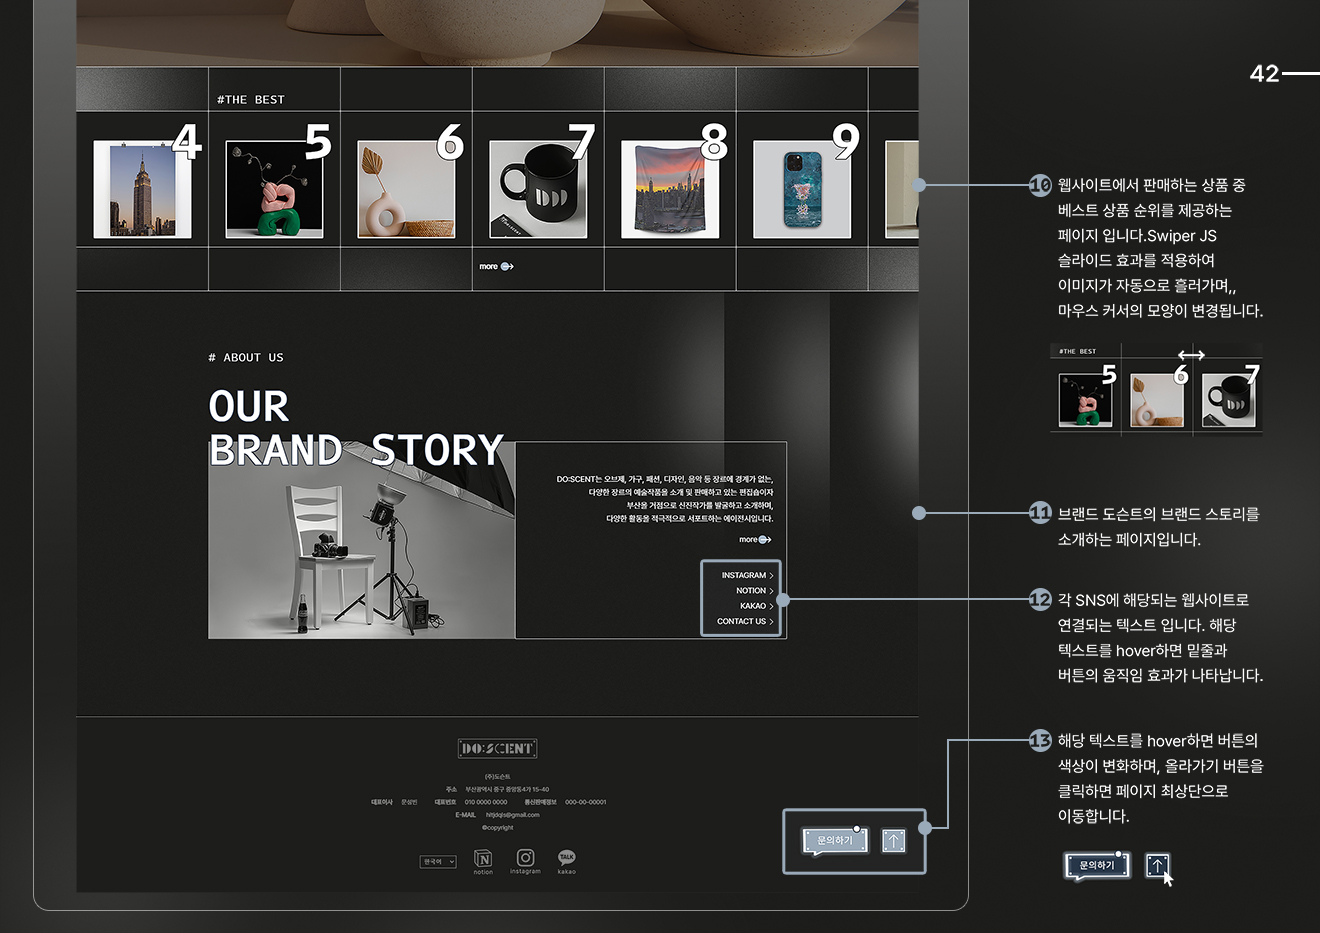 42
#THE BEST
4
5
6
7
8
9
more
# ABOUT US
OUR
BRAND STORY
DO:SCENT는 오브제, 가구, 패션, 디자인, 음악 등 장르에 경계가 없는,
다양한 장르의 예술작품을 소개 및 판매하고 있는 편집숍이자
부산을 거점으로 신진작가를 발굴하고 소개하며,
다양한 활동을 적극적으로 서포트하는 에이전시입니다.
more
INSTAGRAM >
NOTION >
KAKAO >
CONTACT US >
DO:SCENT
(주)도슨트
주소 부산광역시 중구 중앙동4가 15-40
대표이사 문성빈 대표번호 010 0000 0000 통신판매정보 000-00-00001
E-MAIL hltjdqls@gmail.com
©copyright
한국어
notion
instagram
TALK
kakao
문의하기
10 웹사이트에서 판매하는 상품 중
베스트 상품 순위를 제공하는
페이지 입니다.Swiper JS
슬라이드 효과를 적용하여
이미지가 자동으로 흘러가며,,
마우스 커서의 모양이 변경됩니다.
#THE BEST
5
6
7
11 브랜드 도슨트의 브랜드 스토리를
소개하는 페이지입니다.
12 각 SNS에 해당되는 웹사이트로
연결되는 텍스트 입니다. 해당
텍스트를 hover하면 밑줄과
버튼의 움직임 효과가 나타납니다.
13 해당 텍스트를 hover하면 버튼의
색상이 변화하며, 올라가기 버튼을
클릭하면 페이지 최상단으로
이동합니다.
문의하기